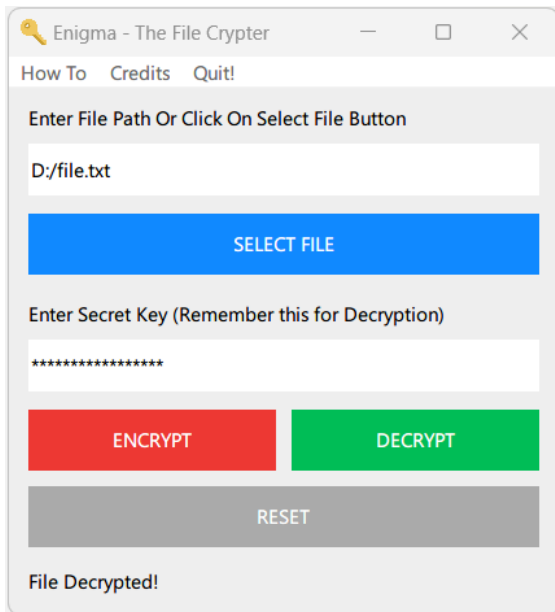 Enigma - The File Crypter
How To Credits Quit!
Enter File Path Or Click On Select File Button
D:/file.txt
SELECT FILE
Enter Secret Key (Remember this for Decryption)
*****************
ENCRYPT DECRYPT
RESET
File Decrypted!